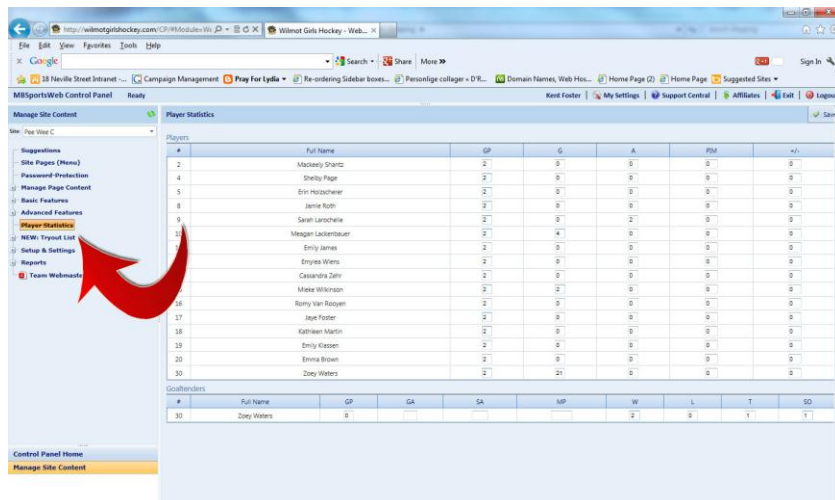 http://wilmotgirlshockey.com/CP/#Module=Wi
Wilmot Girls Hockey - Web...
File Edit View Favorites Tools Help
x Google Search Share More »
Sign In
18 Neville Street Intranet -... Campaign Management Pray For Lydia Re-ordering Sidebar boxes... Personlige collager + D'R... Domain Names, Web Hos... Home Page (2) Home Page Suggested Sites
MBSportsWeb Control Panel Ready Kent Foster | My Settings | Support Central | Affiliates | Exit | Logou
Manage Site Content Player Statistics Save
Site: Pee Wee C
Suggestions
Site Pages (Menu)
Password-Protection
Manage Page Content
Basic Features
Advanced Features
Player Statistics
NEW: Tryout List
Setup & Settings
Reports
Team Webmaste
Control Panel Home
Manage Site Content
Players
# Full Name GP G A PIM +/-
2 Mackeely Shantz 2 0 0 0 0
4 Shelby Page 2 0 0 0 0
5 Erin Holzscherer 2 0 0 0 0
8 Jamie Roth 2 0 0 0 0
9 Sarah Larochelle 2 0 2 0 0
10 Meagan Lackenbauer 2 4 0 0 0
Emily James 2 0 0 0 0
Emylea Wiens 2 0 0 0 0
Cassandra Zehr 2 0 0 0 0
Mieke Wilkinson 2 2 0 0 0
16 Romy Van Rooyen 2 0 0 0 0
17 Jaye Foster 2 0 0 0 0
18 Kathleen Martin 2 0 0 0 0
19 Emily Klassen 2 0 0 0 0
20 Emma Brown 2 0 0 0 0
30 Zoey Waters 2 21 0 0 0
Goaltenders
# Full Name GP GA SA MP W L T SO
30 Zoey Waters 0 2 0 1 1